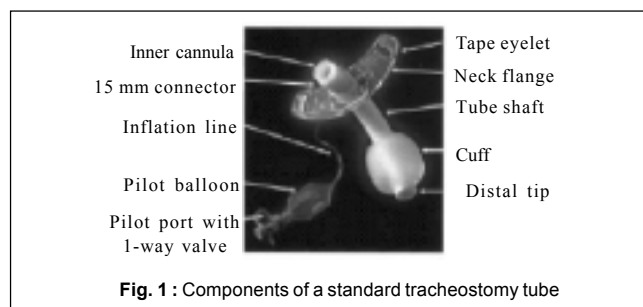 Inner cannula
15 mm connector
Inflation line
Pilot balloon
Pilot port with
1-way valve
Tape eyelet
Neck flange
Tube shaft
Cuff
Distal tip
Fig. 1 : Components of a standard tracheostomy tube